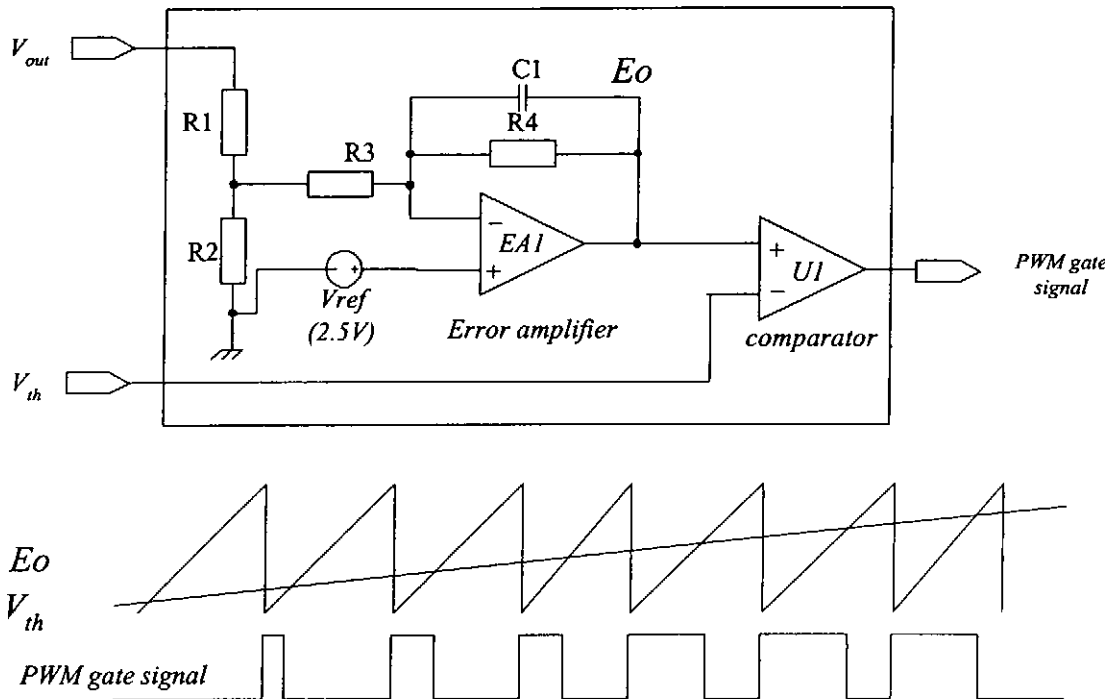 V_out
C1
Eo
R1
R4
R3
R2
−
EA1
+
Vref
(2.5V)
+
U1
−
PWM gate
signal
Error amplifier
comparator
V_th
Eo
V_th
PWM gate signal